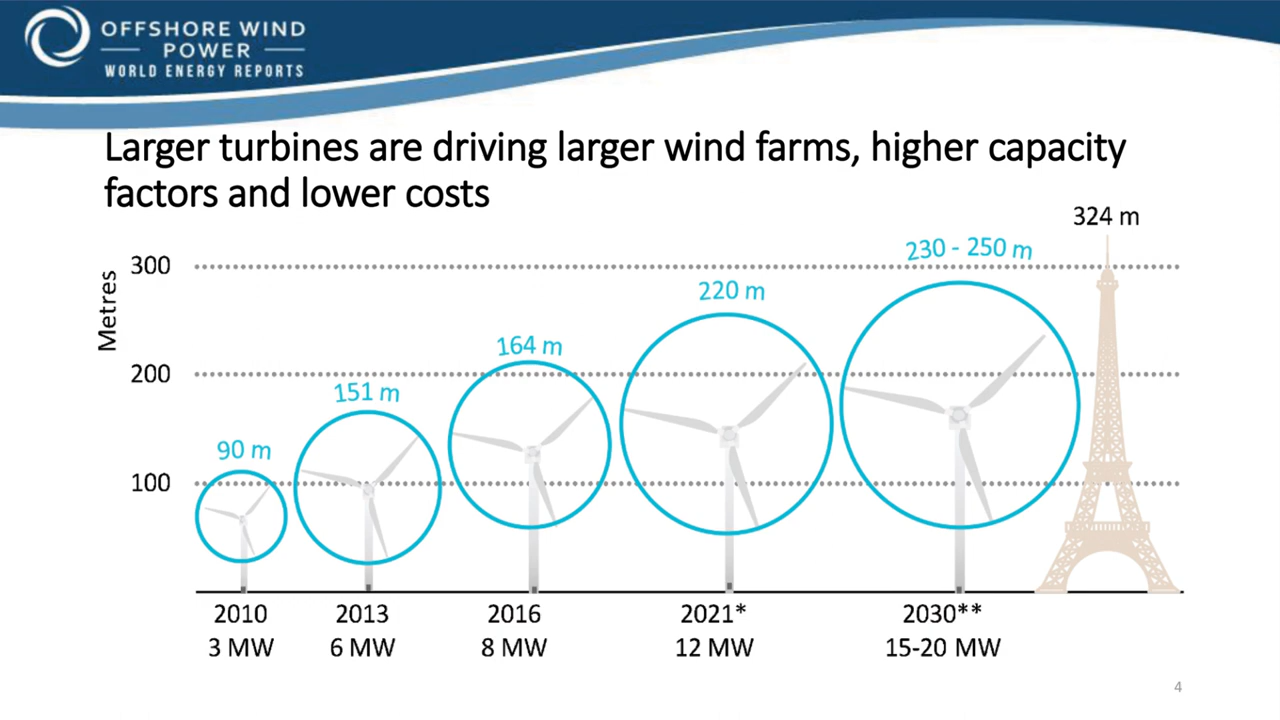 OFFSHORE WIND
POWER
WORLD ENERGY REPORTS
Larger turbines are driving larger wind farms, higher capacity
factors and lower costs
324 m
230 - 250 m
300
Metres
220 m
164 m
200
151 m
90 m
100
2010
2013
2016
2021*
2030**
3 MW
6 MW
8 MW
12 MW
15-20 MW
4